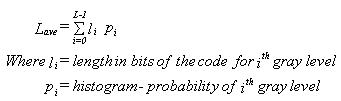 L_ave = \sum_{i=0}^{L-1} l_i p_i
Where l_i = length in bits of the code for i^th gray level
p_i = histogram- probability of i^th gray level